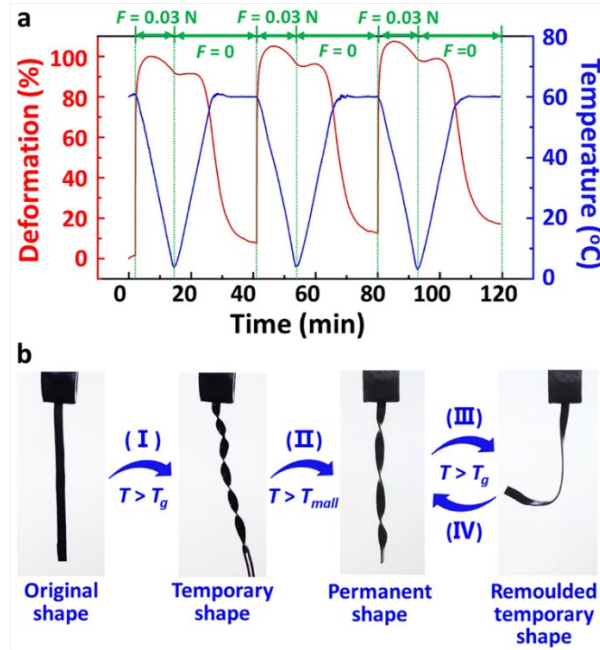 a
F = 0.03 N F = 0.03 N F = 0.03 N
F = 0 F = 0 F =0
Deformation (%)
100
80
60
40
20
0
80
60
40
20
0
Temperature (ºC)
0 20 40 60 80 100 120
Time (min)
b
(Ⅰ) (Ⅱ) (Ⅲ)
T > Tg T > Tmall T > Tg
(Ⅳ)
Original shape
Temporary shape
Permanent shape
Remoulded temporary shape